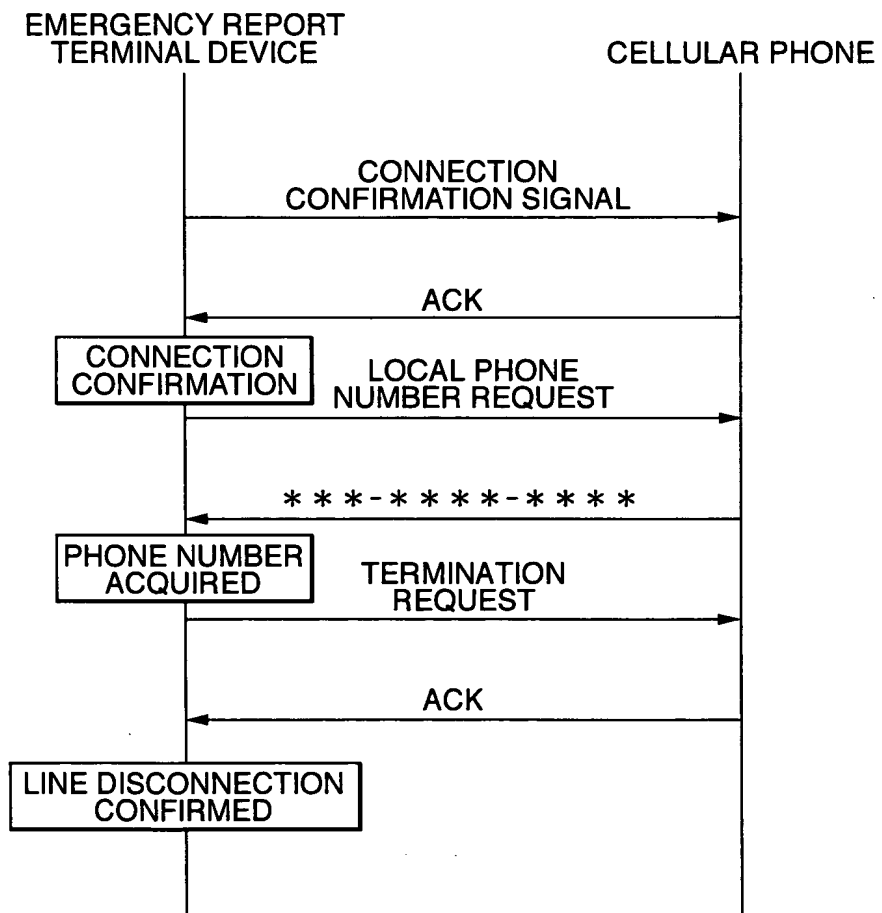 EMERGENCY REPORT
TERMINAL DEVICE
CELLULAR PHONE
CONNECTION
CONFIRMATION SIGNAL
ACK
CONNECTION
CONFIRMATION
LOCAL PHONE
NUMBER REQUEST
***-****-****
PHONE NUMBER
ACQUIRED
TERMINATION
REQUEST
ACK
LINE DISCONNECTION
CONFIRMED